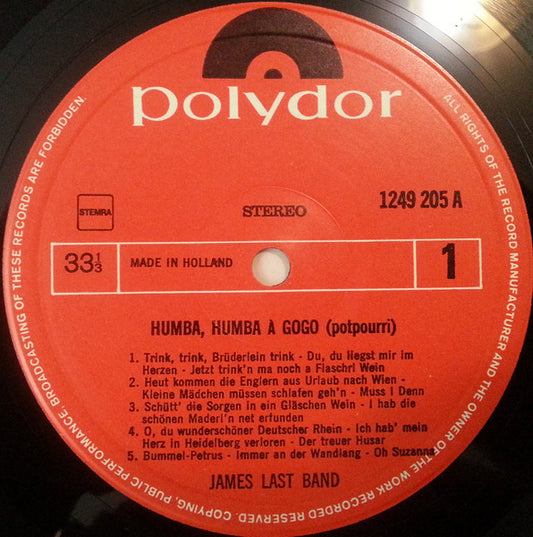 polydor
STEMRA
STEREO
1249 205 A
33⅓
MADE IN HOLLAND
1
HUMBA, HUMBA À GOGO (potpourri)
1. Trink, trink, Brüderlein trink - Du, du liegst mir im
Herzen - Jetzt trink'n ma noch a Flaschrl Wein
2. Heut kommen die Englern aus Urlaub nach Wien -
Kleine Mädchen müssen schlafen geh'n - Muss I Denn
3. Schütt' die Sorgen in ein Gläschen Wein - I hab die
schönen Maderl'n net erfunden
4. O, du wunderschöner Deutscher Rhein - Ich hab' mein
Herz in Heidelberg verloren - Der treuer Husar
5. Bummel-Petrus - Immer an der Wandlang - Oh Suzanna
JAMES LAST BAND
ALL RIGHTS OF THE RECORD MANUFACTURER AND THE OWNER OF THE WORK RECORDED RESERVED. COPYING, PUBLIC PERFORMANCE, BROADCASTING OF THESE RECORDS ARE FORBIDDEN.